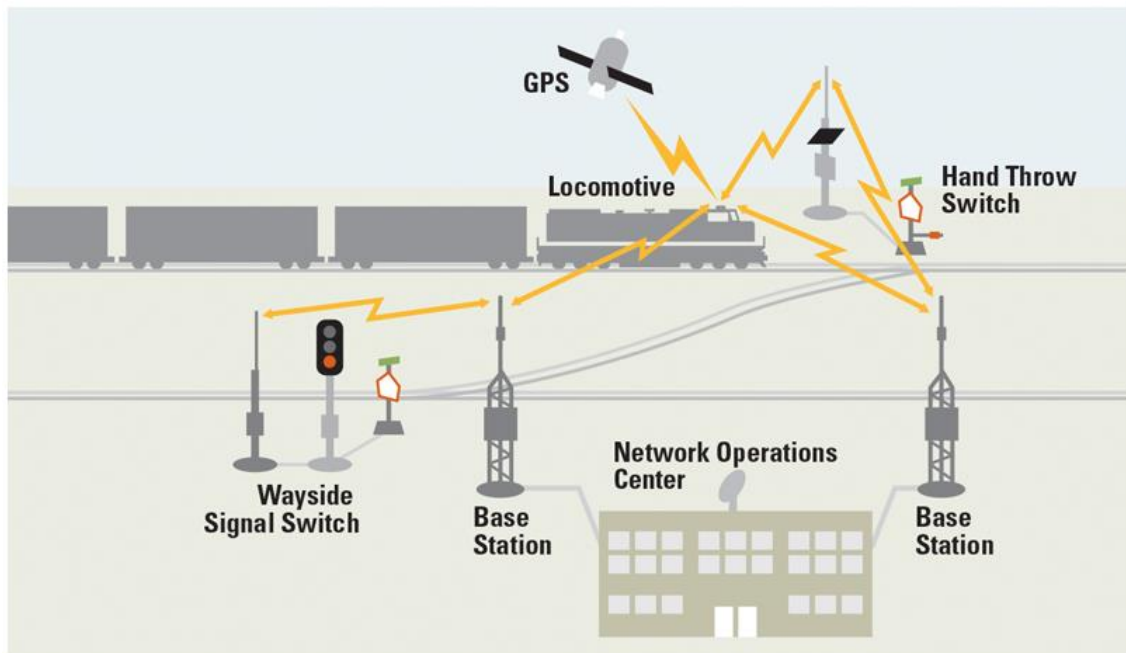 GPS
Locomotive
Hand Throw
Switch
Wayside
Signal Switch
Base
Station
Network Operations
Center
Base
Station